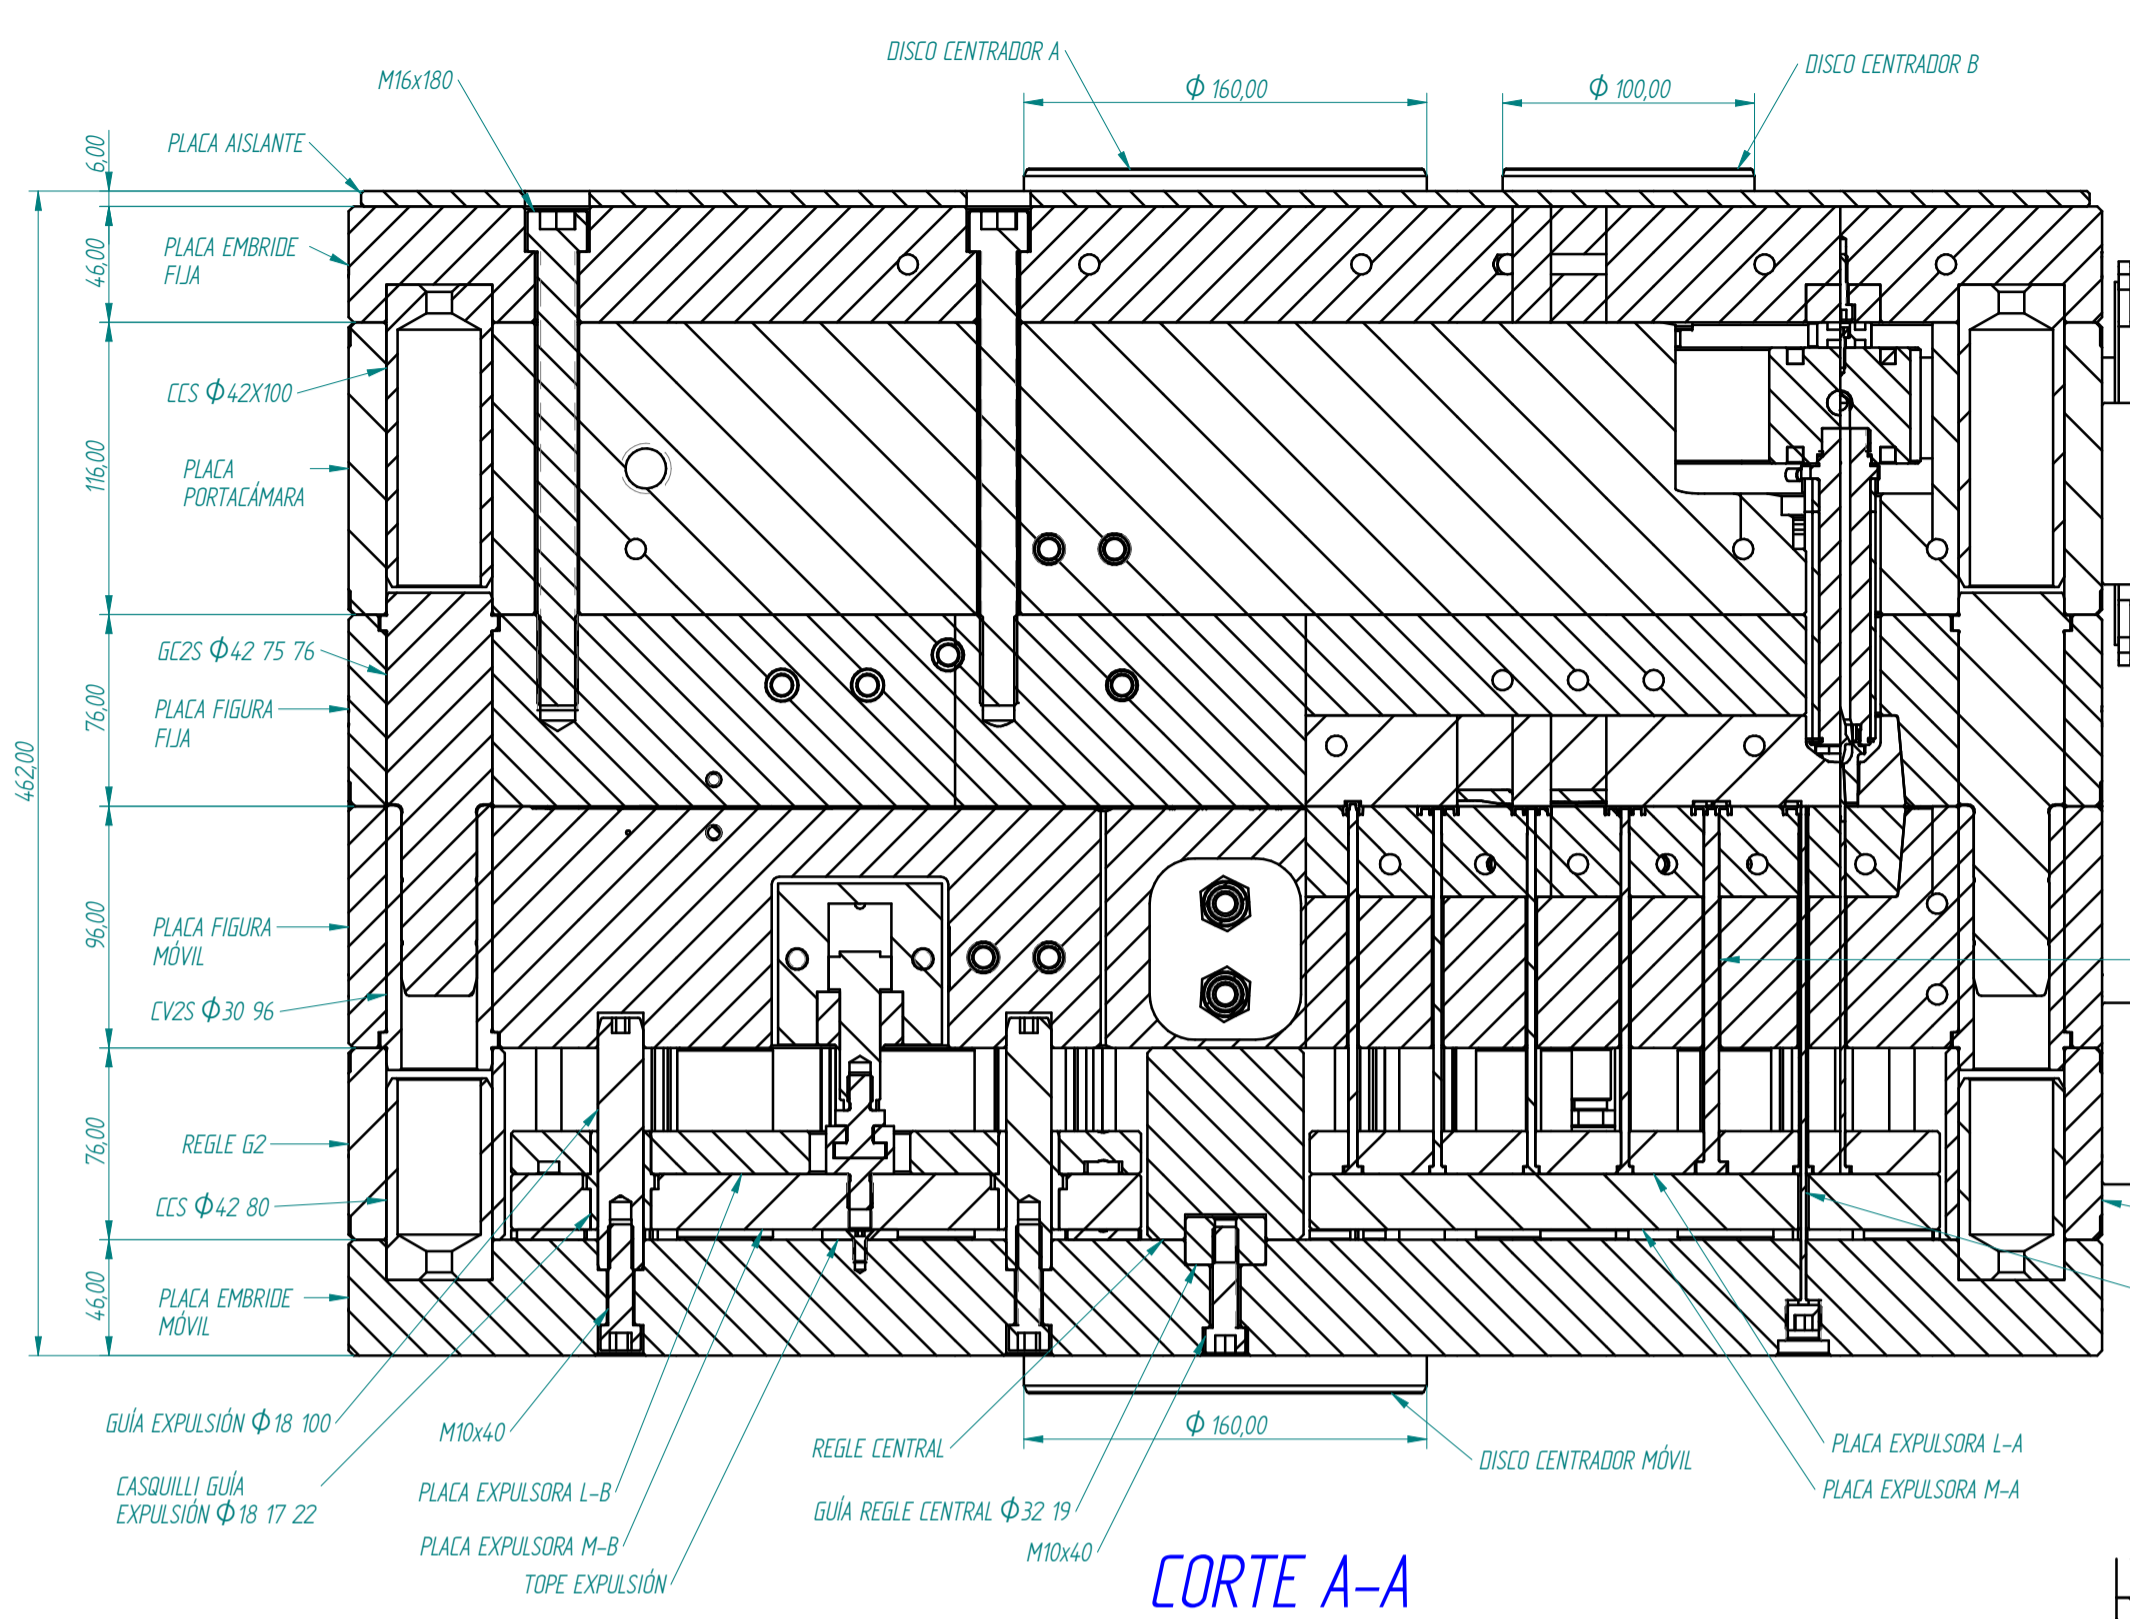 DISCO CENTRADOR A
DISCO CENTRADOR B
M16x180
Φ 160,00
Φ 100,00
PLACA AISLANTE
6,00
PLACA EMBRIDE
FIJA
46,00
CCS Φ42X100
116,00
PLACA
PORTACÁMARA
GC2S Φ42 75 76
76,00
PLACA FIGURA
FIJA
462,00
96,00
PLACA FIGURA
MÓVIL
CV2S Φ30 96
76,00
REGLE G2
CCS Φ42 80
46,00
PLACA EMBRIDE
MÓVIL
GUÍA EXPULSIÓN Φ18 100
M10x40
Φ 160,00
REGLE CENTRAL
DISCO CENTRADOR MÓVIL
PLACA EXPULSORA L-A
CASQUILLI GUÍA
EXPULSIÓN Φ18 17 22
PLACA EXPULSORA L-B
GUÍA REGLE CENTRAL Φ32 19
PLACA EXPULSORA M-A
PLACA EXPULSORA M-B
M10x40
TOPE EXPULSIÓN
CORTE A-A